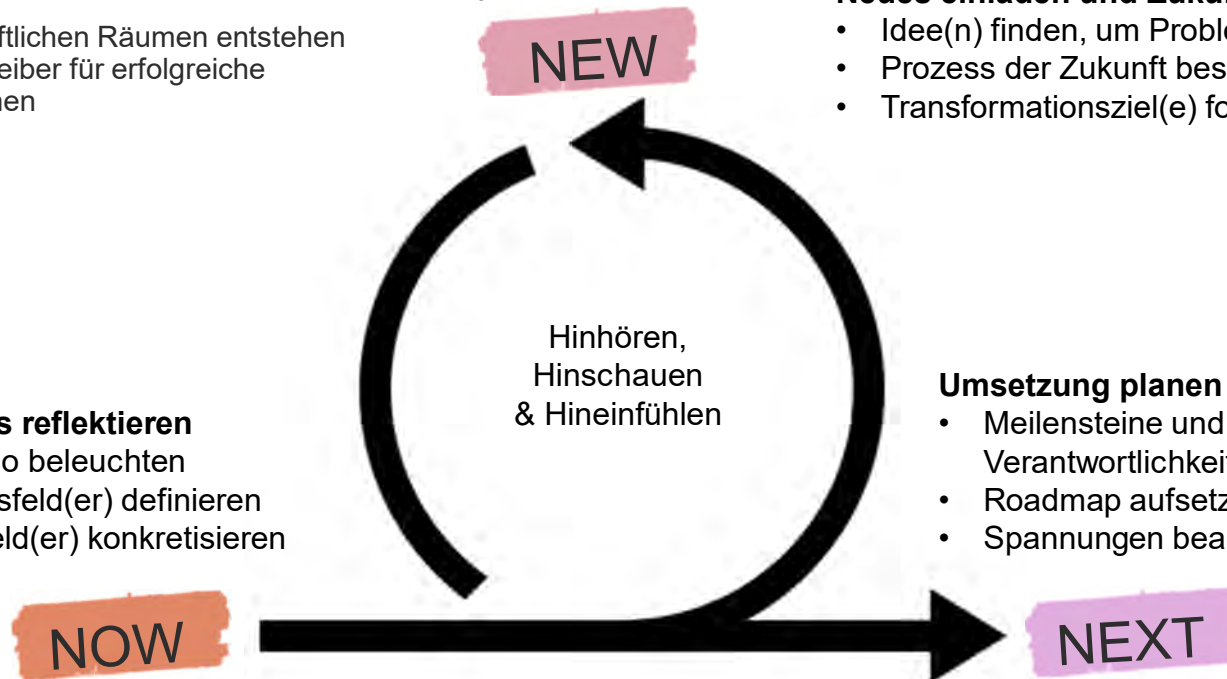 ftlichen Räumen entstehen
eiber für erfolgreiche
nen
NEW
• Idee(n) finden, um Proble
• Prozess der Zukunft bes
• Transformationsziel(e) fo
Hinhören,
Hinschauen
& Hineinfühlen
s reflektieren
o beleuchten
sfeld(er) definieren
eld(er) konkretisieren
Umsetzung planen
• Meilensteine und
Verantwortlichkei
• Roadmap aufsetz
• Spannungen bea
NOW
NEXT